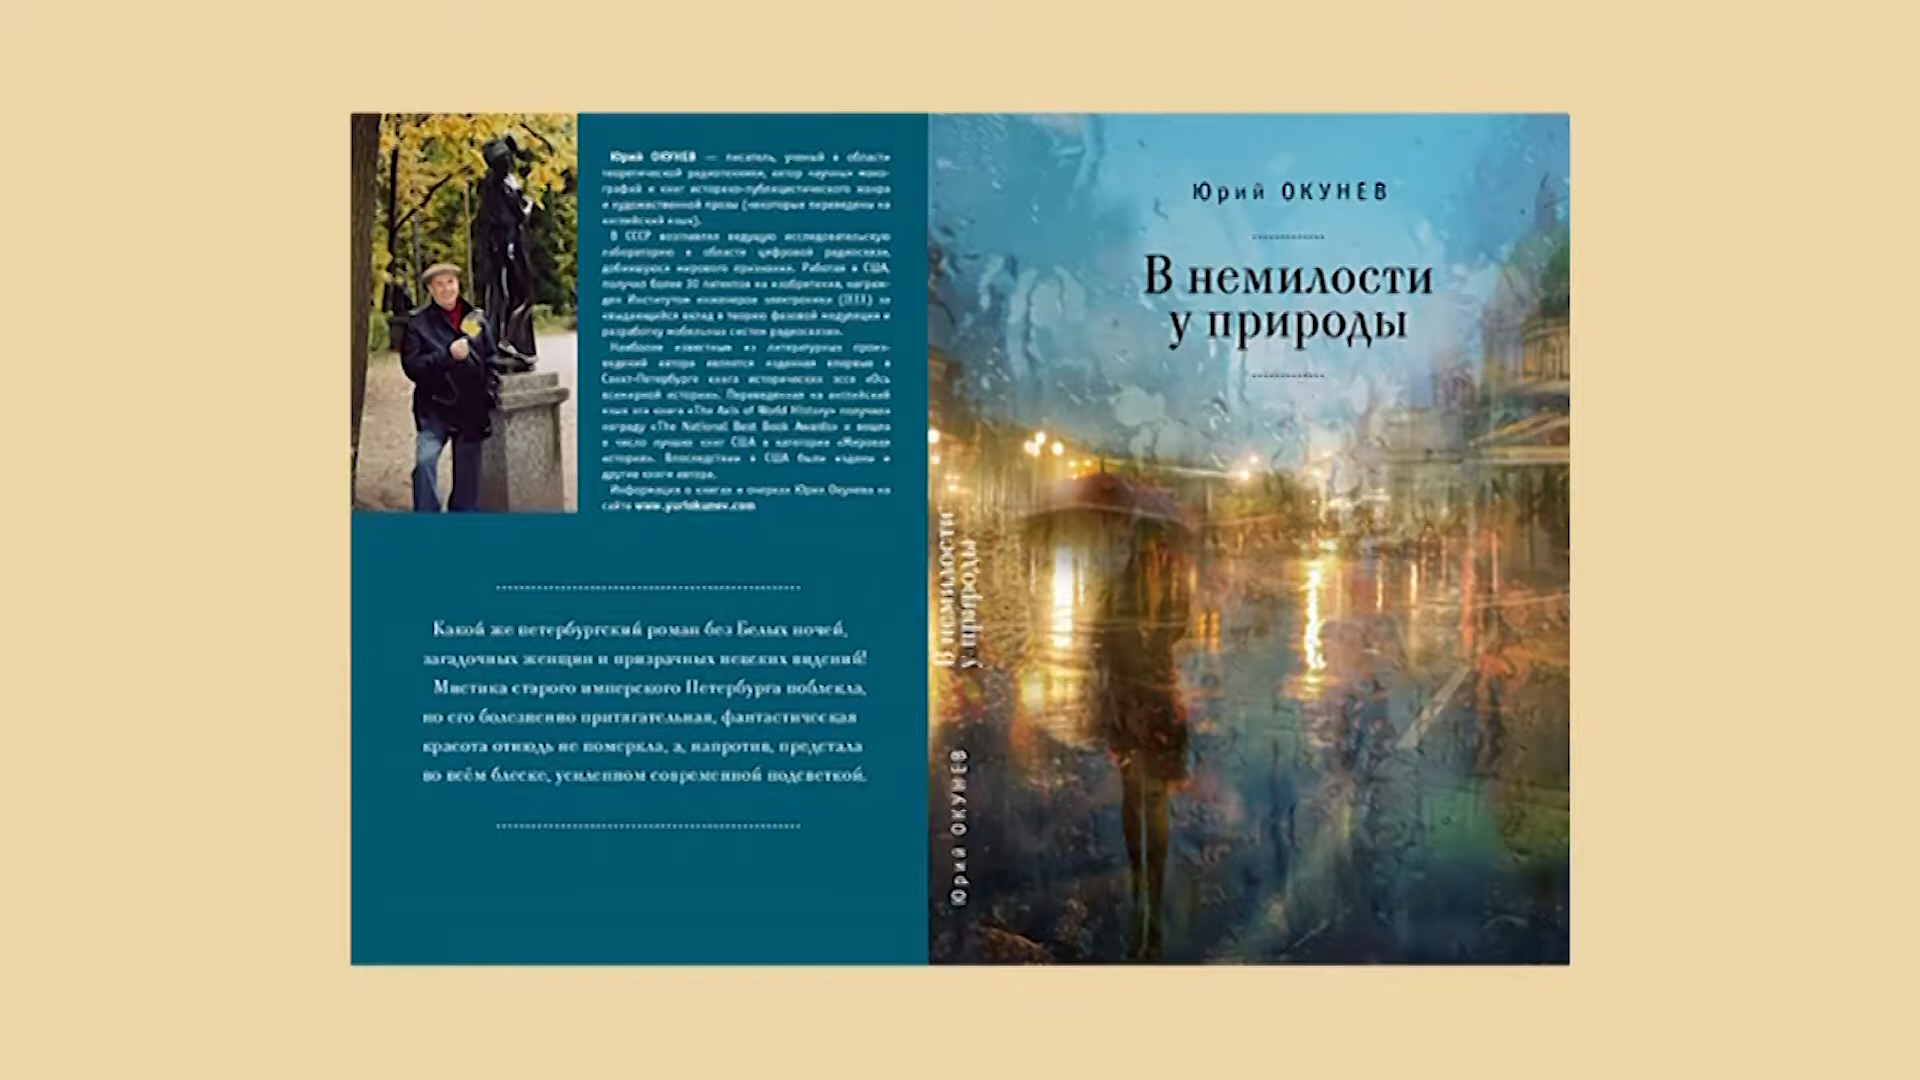 Юрий ОКУНЕВ — писатель, ученый в области
теоретической радиотехники, автор научных моно-
графий и книг историко-публицистического жанра
и художественной прозы (некоторые переведены на
английский язык).
В СССР возглавлял ведущую исследовательскую
лабораторию в области цифровой радиосвязи,
добившуюся мирового признания. Работая в США,
получил более 30 патентов на изобретения, награж-
ден Институтом инженеров электроники (IEEE) за
«выдающийся вклад в теорию фазовой модуляции и
разработку мобильных систем радиосвязи».
Наиболее известным из литературных произ-
ведений автора является изданная впервые в
Санкт-Петербурге книга исторических эссе «Ось
всемирной истории». Переведенная на английский
язык эта книга «The Axis of World History» получила
награду «The National Best Book Awards» и вошла
в число лучших книг США в категории «Мировая
история». Впоследствии в США были изданы и
другие книги автора.
Информация о книгах и очерках Юрия Окунева на
сайте www.yuriokunev.com
Какой же петербургский роман без Белых ночей,
загадочных женщин и призрачных невских видений!
Мистика старого имперского Петербурга поблекла,
но его болезненно притягательная, фантастическая
красота отнюдь не померкла, а, напротив, предстала
во всём блеске, усиленном современной подсветкой.
В немилости
у природы
Юрий ОКУНЕВ
Юрий ОКУНЕВ
В немилости
у природы